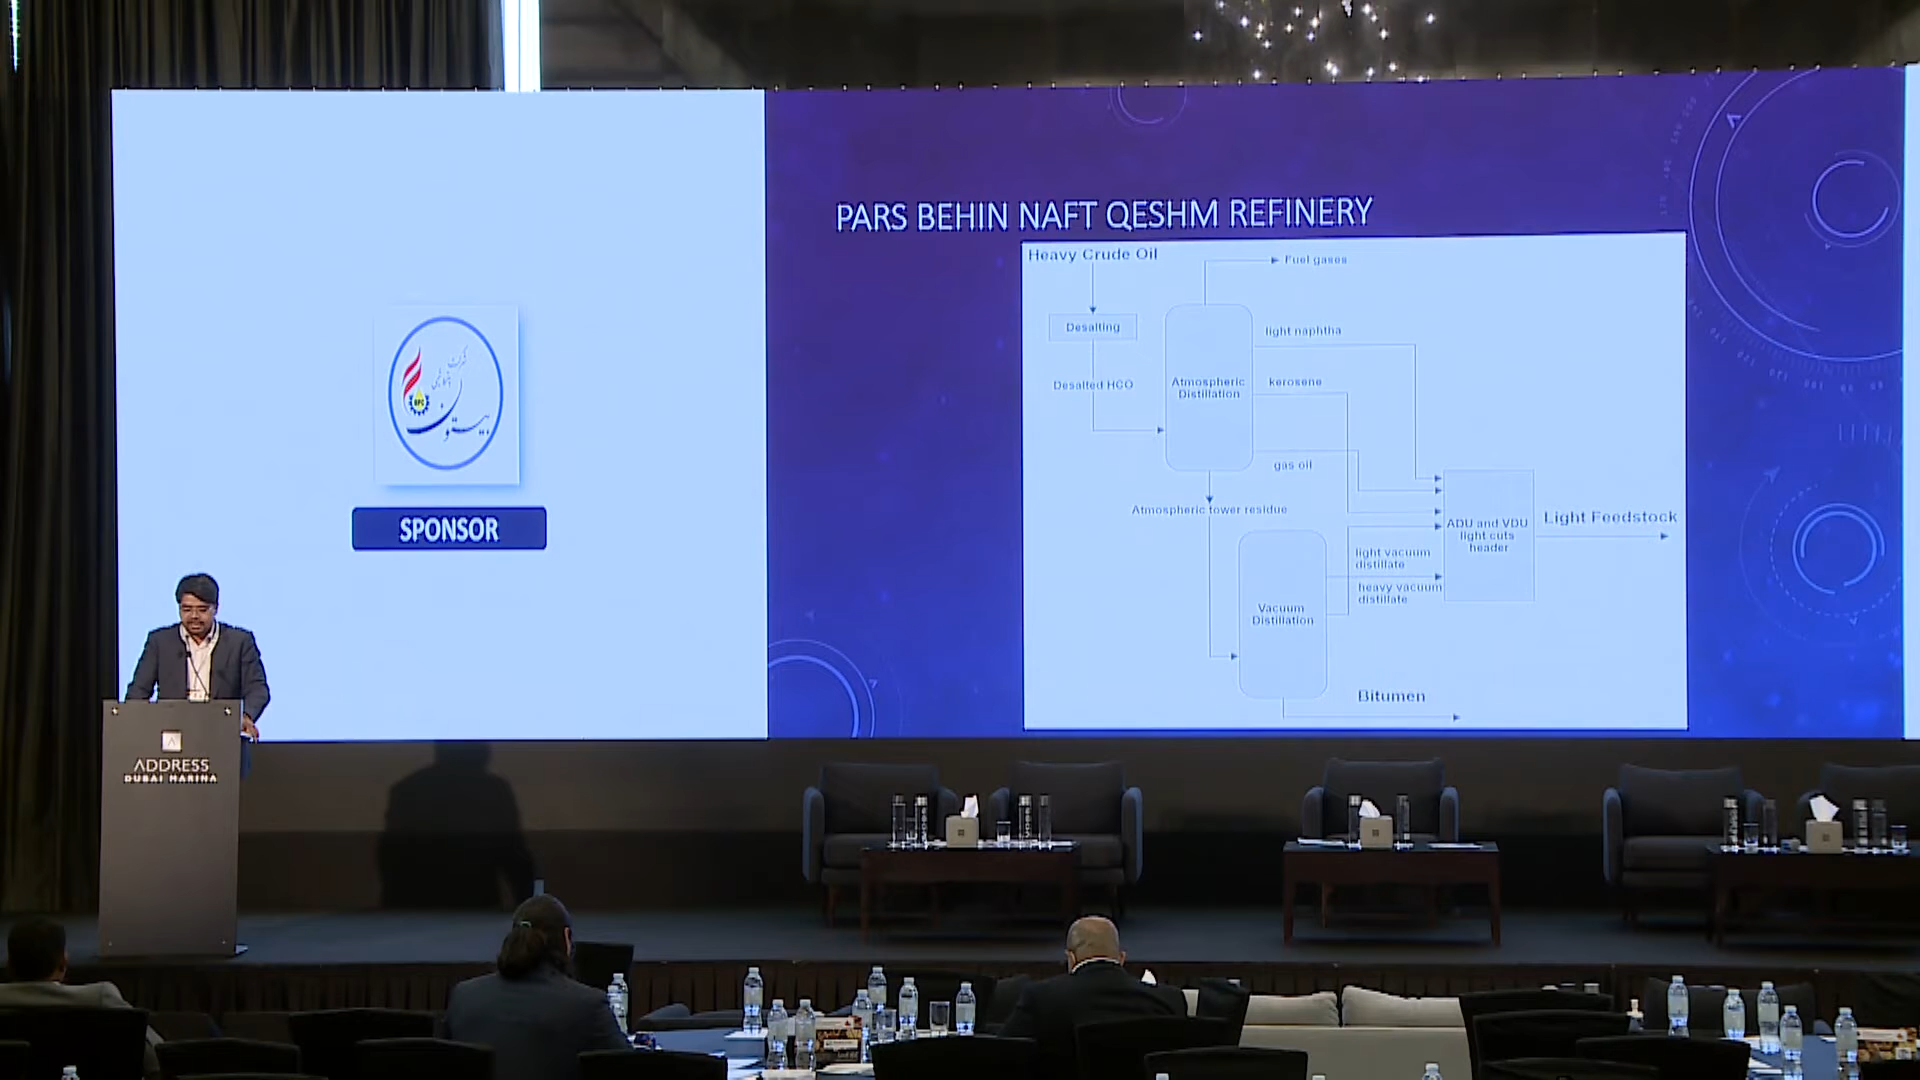 PARS BEHIN NAFT QESHM REFINERY
Heavy Crude Oil
Fuel gases
Desalting
light naphtha
Atmospheric
Distillation
Desalted HCO
kerosene
gas oil
Atmospheric tower residue
ADU and VDU
light cuts
header
Light Feedstock
light vacuum
distillate
heavy vacuum
distillate
Vacuum
Distillation
Bitumen
بیستون
BPC
SPONSOR
ADDRESS
DUBAI MARINA